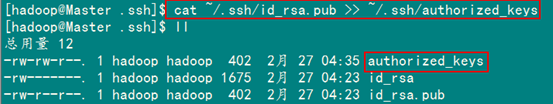 [hadoop@Master .ssh]$ cat ~/.ssh/id_rsa.pub >> ~/.ssh/authorized_keys
[hadoop@Master .ssh]$ ll
总用量 12
-rw-rw-r--. 1 hadoop hadoop  402  2月 27 04:35 authorized_keys
-rw-------. 1 hadoop hadoop 1675  2月 27 04:23 id_rsa
-rw-r--r--. 1 hadoop hadoop  402  2月 27 04:23 id_rsa.pub